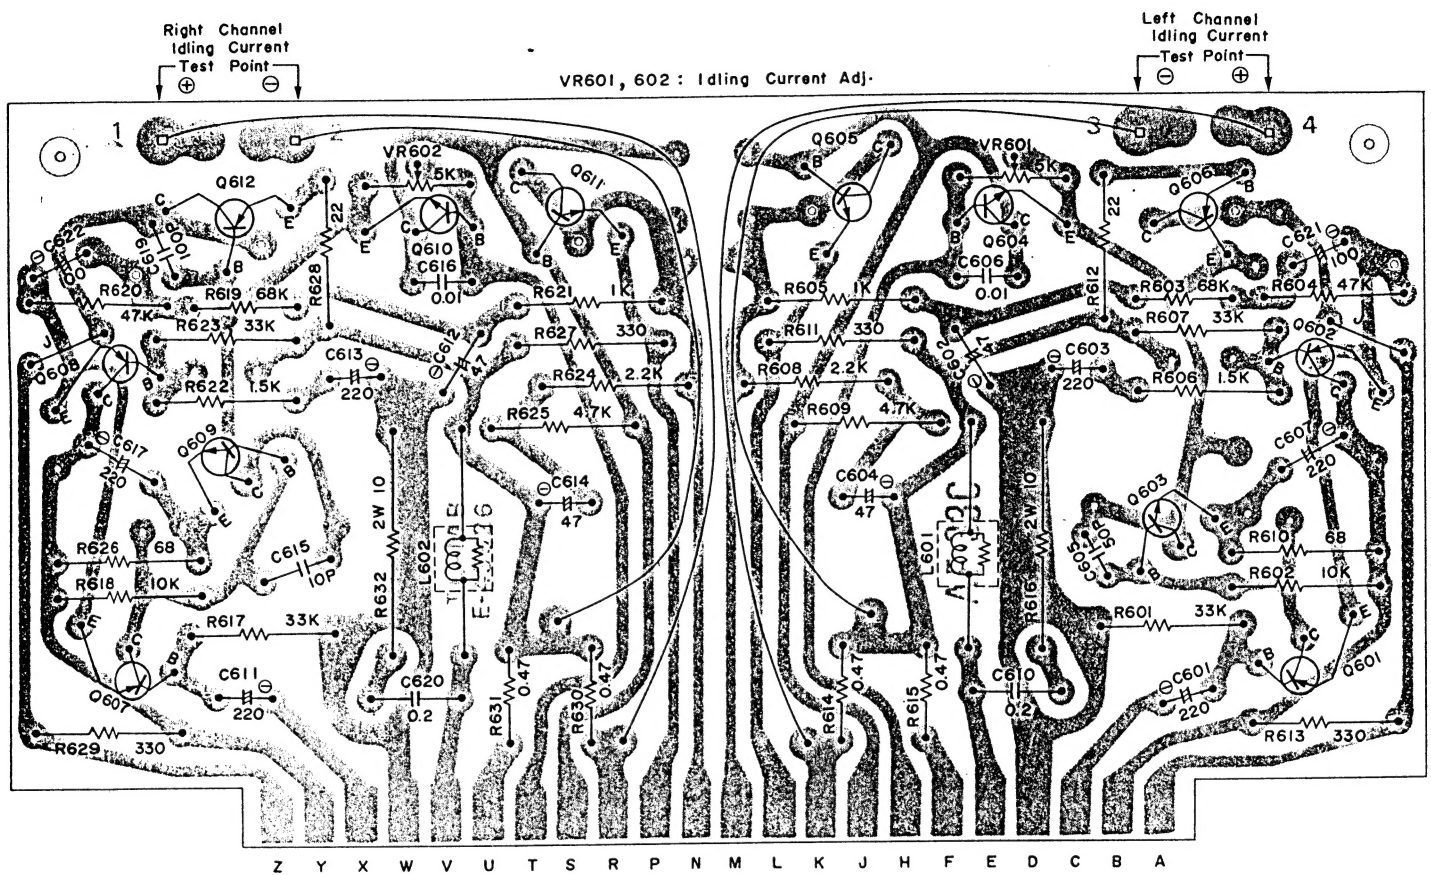 Right Channel
Idling Current
Test Point
⊕ ⊖
Left Channel
Idling Current
Test Point
⊖ ⊕
VR601, 602 : Idling Current Adj.
1 2 3 4
VR602
5K
Q611
C
B
E
Q612
C
E
B
22
R628
E
B
Q610
C616
0.01
C619
100P
C622
⊖
R620
47K
R619 68K
R623 33K
J
Q608
B
C
E
R622 1.5K
C613 ⊖
220
C612
⊖ 47
R621 1K
R627 330
R624 2.2K
R625 4.7K
⊖ C617
220
Q609
B
C
E
⊖ C614
47
R626 68
R618 10K
C615
10P
2W 10
R632
L602
E
C
B
Q607
R617 33K
C611 ⊖
220
C620
0.2
R631
0.47
R630
0.47
R629 330
Q605
B
C
E
VR601
5K
E
B
C
E
Q604
C606
0.01
22
R612
Q606
B
C
E
C621 ⊖
100
R605 1K
R603 68K
R604 47K
R611 330
R607 33K
J
Q602
B
C
E
C602
⊖ 47
R608 2.2K
C603
⊖ 220
R606 1.5K
R609 4.7K
C607 ⊖
220
C604 ⊖
47
L601
2W 10
R616
Q603
E
C
B
C605
50P
R610 68
R602 10K
R601 33K
E
C
B
Q601
⊖ C601
220
R614
0.47
R615
0.47
C610
0.2
R613 330
Z Y X W V U T S R P N M L K J H F E D C B A